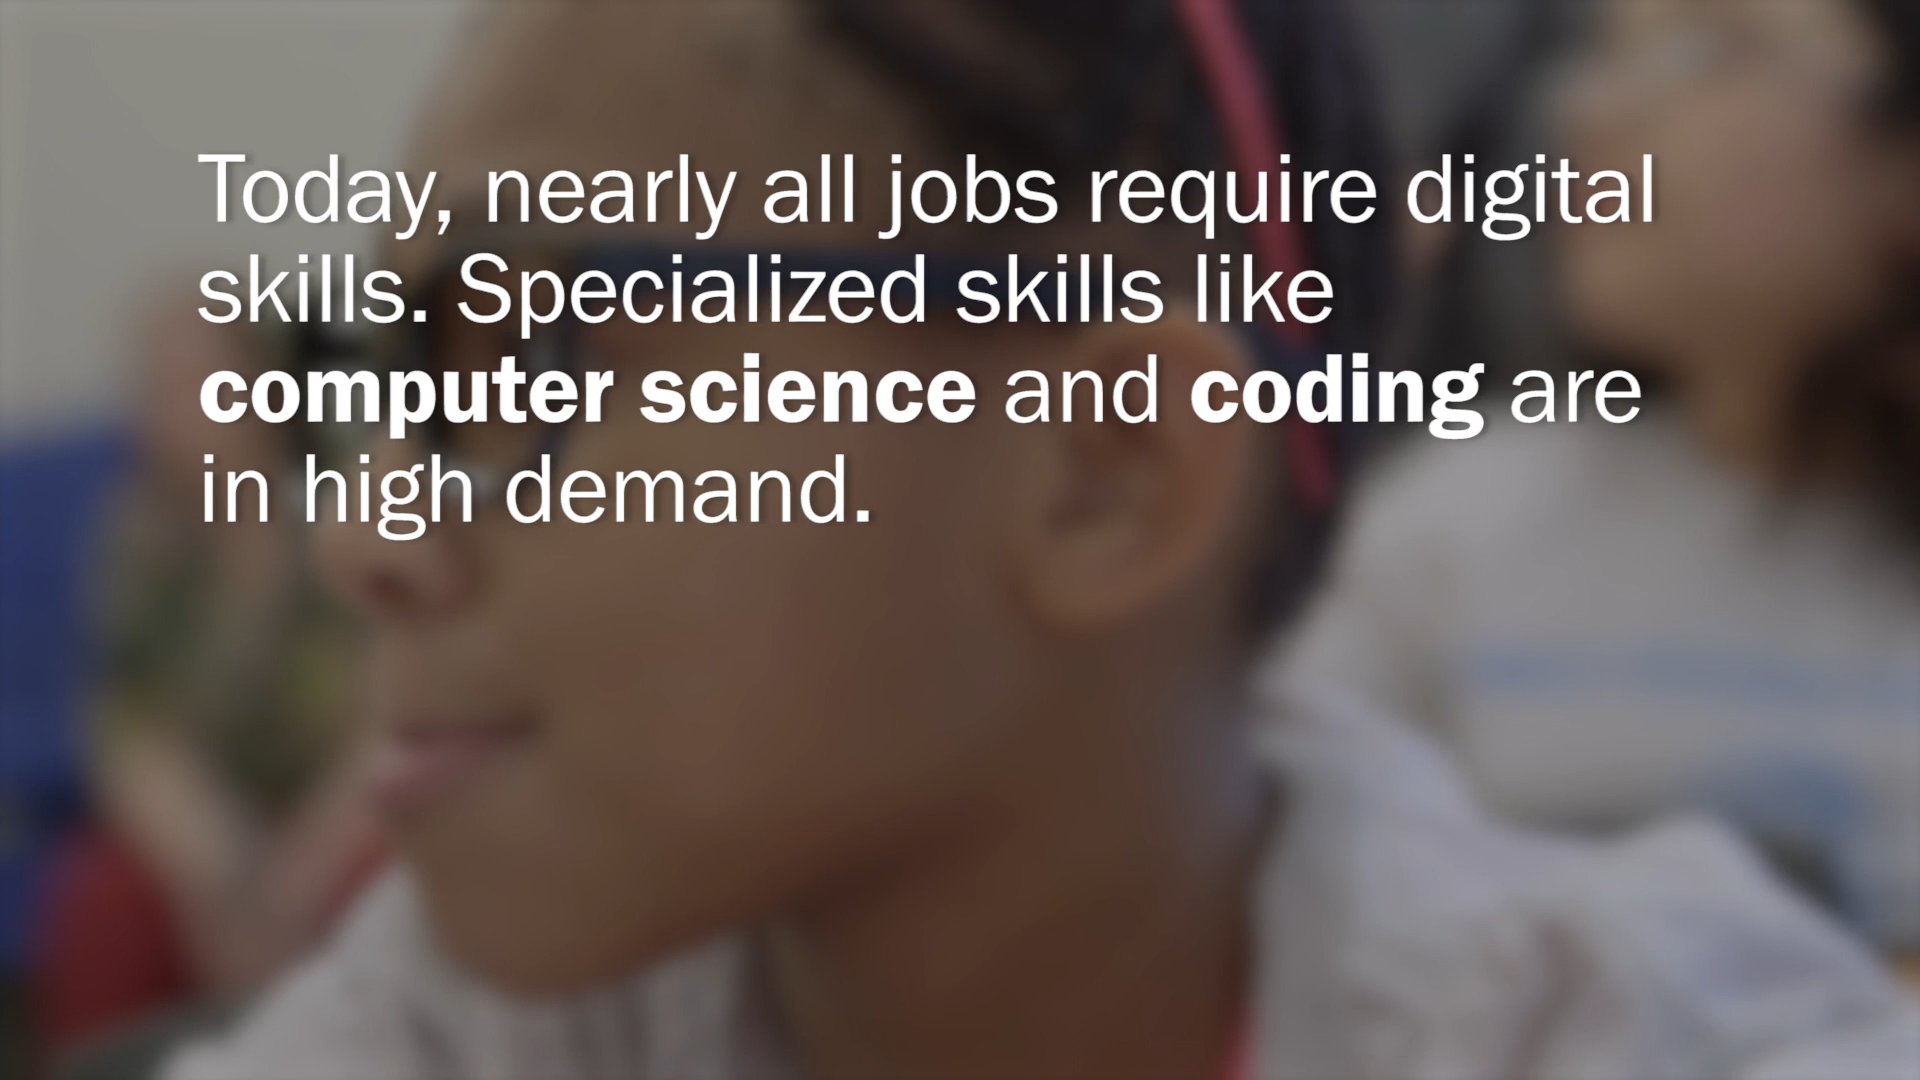 Today, nearly all jobs require digital
skills. Specialized skills like
computer science and coding are
in high demand.